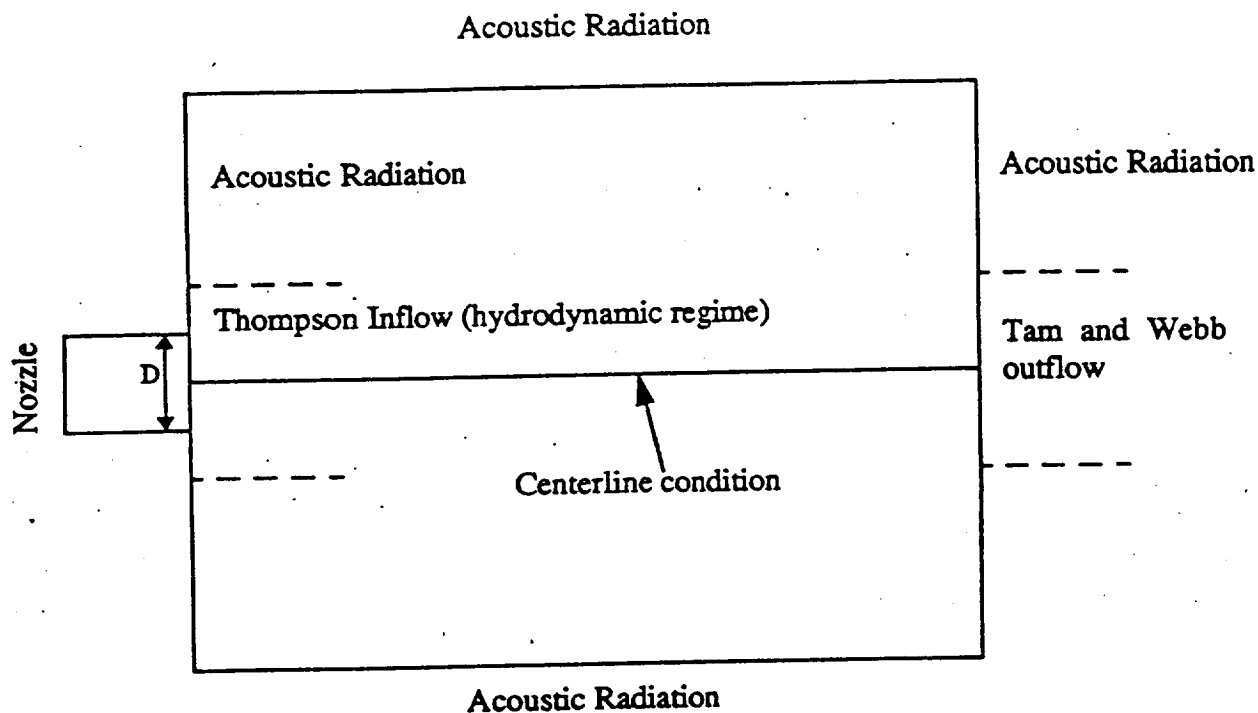 Acoustic Radiation
Acoustic Radiation
Acoustic Radiation
Thompson Inflow (hydrodynamic regime)
Tam and Webb
outflow
Nozzle
D
Centerline condition
Acoustic Radiation